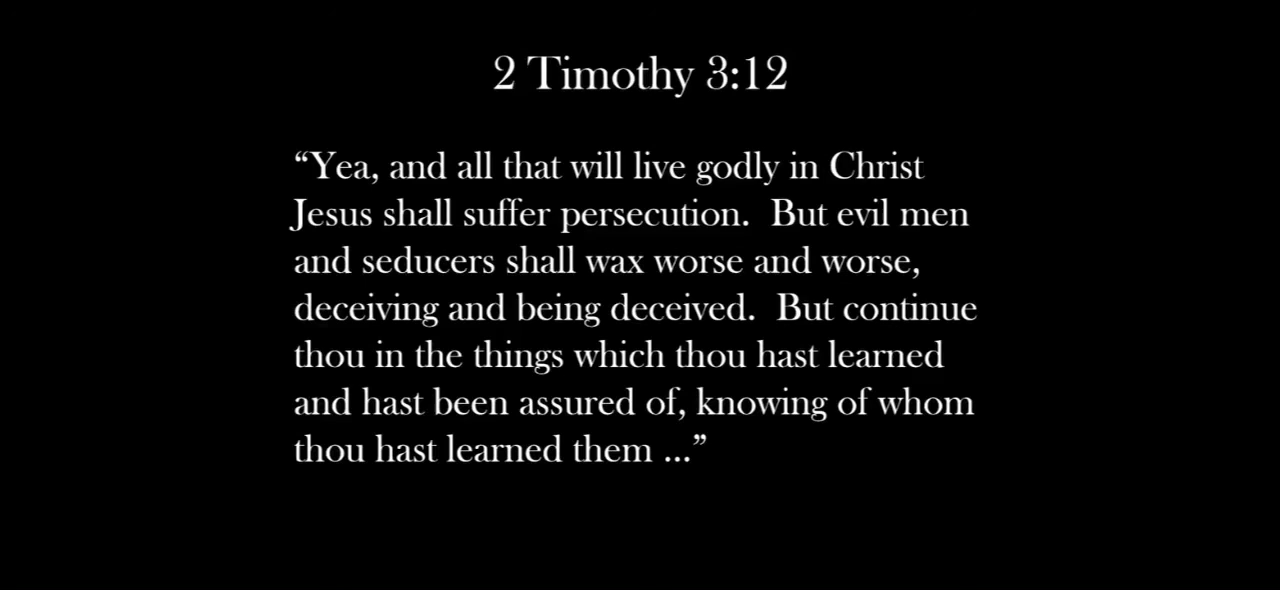 2 Timothy 3:12
“Yea, and all that will live godly in Christ
Jesus shall suffer persecution.  But evil men
and seducers shall wax worse and worse,
deceiving and being deceived.  But continue
thou in the things which thou hast learned
and hast been assured of, knowing of whom
thou hast learned them ...”